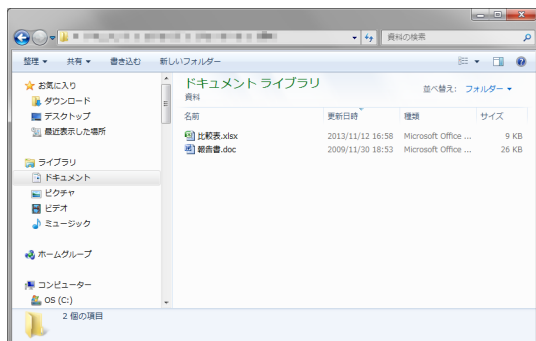 資料の検索
整理 ▼ 共有 ▼ 書き込む 新しいフォルダー
お気に入り
ダウンロード
デスクトップ
最近表示した場所
ライブラリ
ドキュメント
ピクチャ
ビデオ
ミュージック
ホームグループ
コンピューター
OS (C:)
ドキュメント ライブラリ
資料
並べ替え: フォルダー ▼
名前 更新日時 種類 サイズ
比較表.xlsx 2013/11/12 16:58 Microsoft Office ... 9 KB
報告書.doc 2009/11/30 18:53 Microsoft Office ... 26 KB
2 個の項目